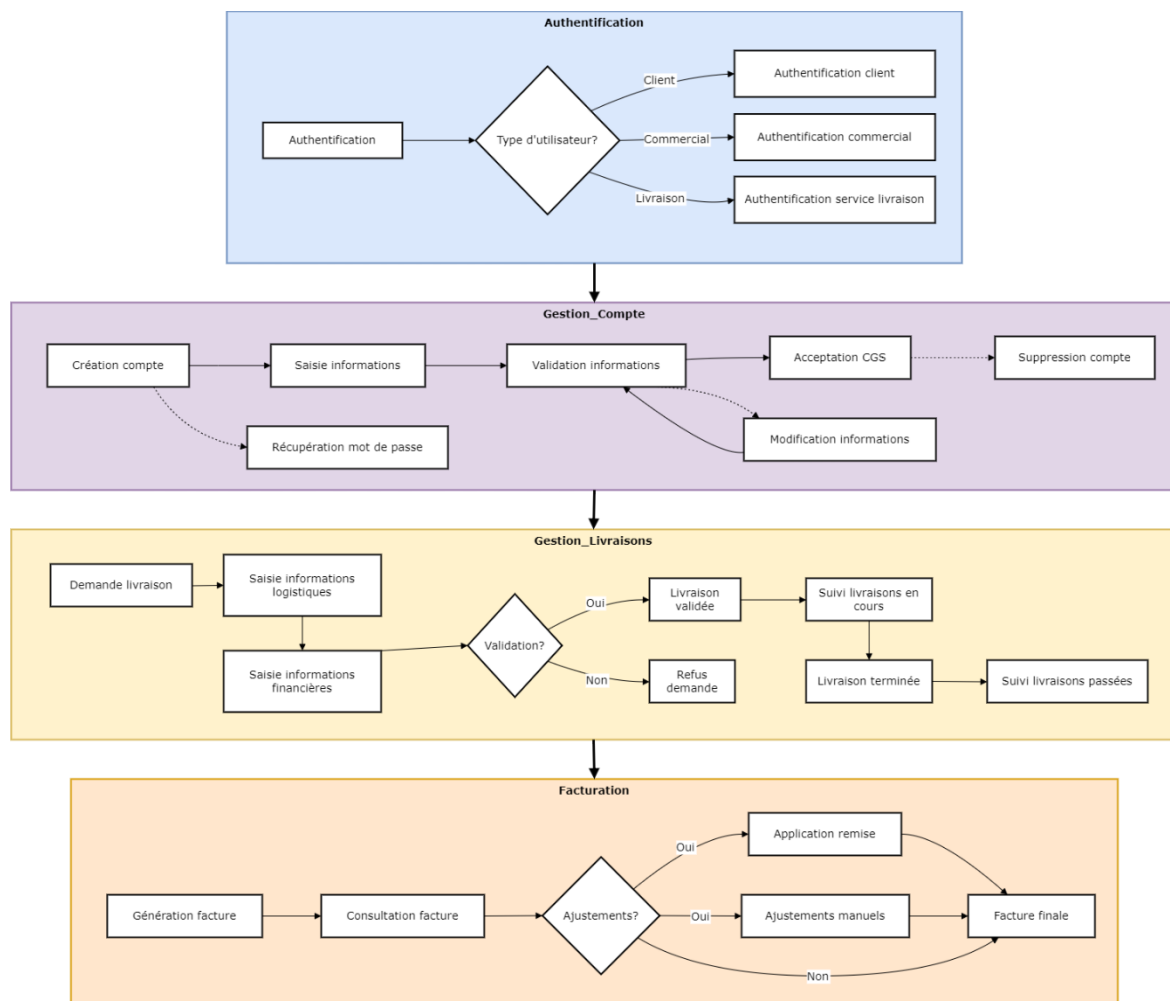 Authentification
Client
Authentification client
Authentification
Type d'utilisateur?
Commercial
Authentification commercial
Livraison
Authentification service livraison
Gestion_Compte
Création compte
Saisie informations
Validation informations
Acceptation CGS
Suppression compte
Récupération mot de passe
Modification informations
Gestion_Livraisons
Demande livraison
Saisie informations
logistiques
Saisie informations
financières
Validation?
Oui
Livraison
validée
Suivi livraisons en
cours
Non
Refus
demande
Livraison terminée
Suivi livraisons passées
Facturation
Génération facture
Consultation facture
Ajustements?
Oui
Application remise
Oui
Ajustements manuels
Facture finale
Non